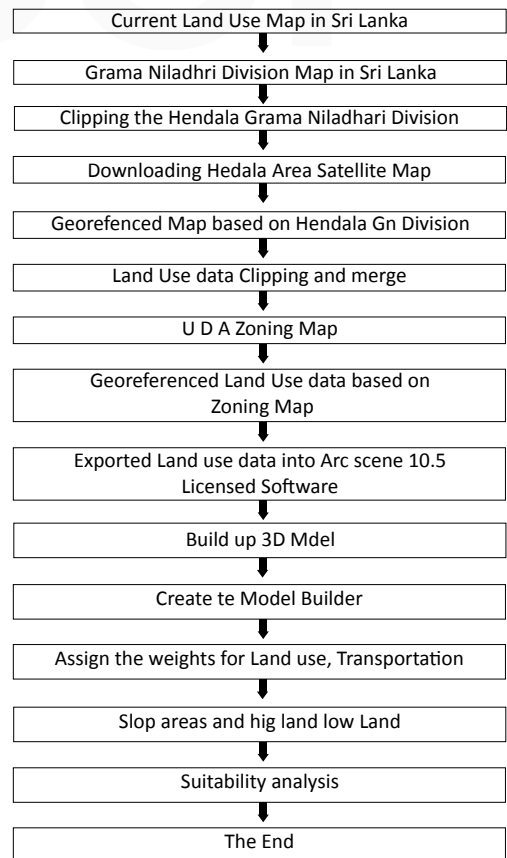 Current Land Use Map in Sri Lanka
Grama Niladhri Division Map in Sri Lanka
Clipping the Hendala Grama Niladhari Division
Downloading Hedala Area Satellite Map
Georefenced Map based on Hendala Gn Division
Land Use data Clipping and merge
U D A Zoning Map
Georeferenced Land Use data based on
Zoning Map
Exported Land use data into Arc scene 10.5
Licensed Software
Build up 3D Mdel
Create te Model Builder
Assign the weights for Land use, Transportation
Slop areas and hig land low Land
Suitability analysis
The End